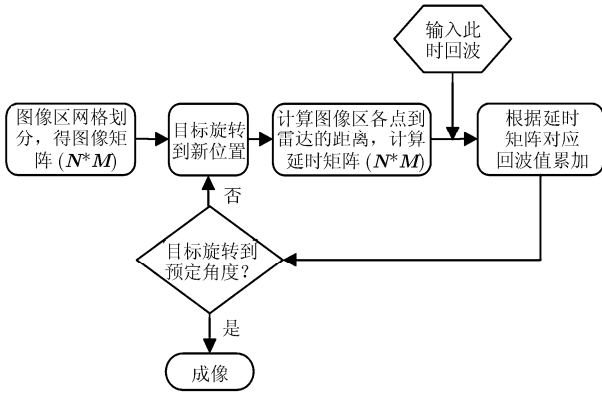 输入此
时回波
图像区网格划
分，得图像矩
阵 (N*M)
目标旋转
到新位置
计算图像区各点到
雷达的距离，计算
延时矩阵 (N*M)
根据延时
矩阵对应
回波值累加
否
目标旋转到
预定角度？
是
成像